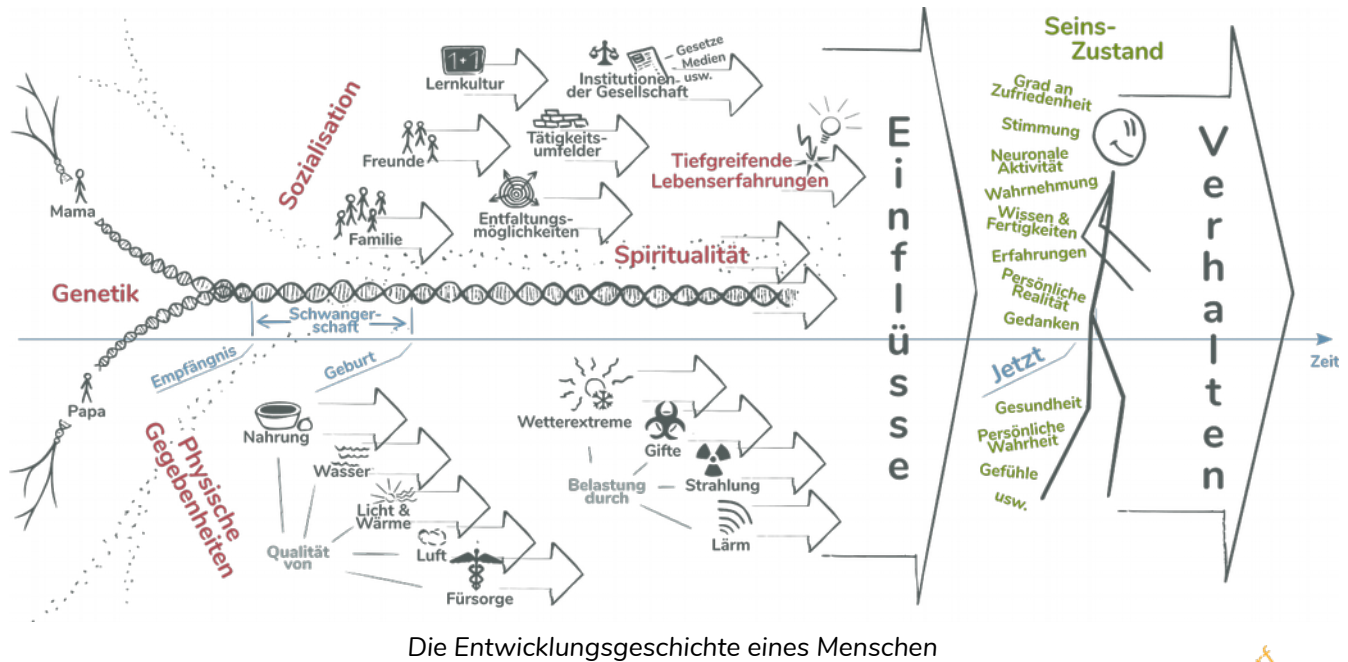 Seins-
Zustand
1+1
Lernkultur
Gesetze
Medien
usw.
Institutionen
der Gesellschaft
Sozialisation
Freunde
Tätigkeits-
umfelder
Tiefgreifende
Lebenserfahrungen
Mama
Familie
Entfaltungs-
möglichkeiten
Spiritualität
Genetik
Schwanger-
schaft
Empfängnis
Geburt
Papa
Physische
Gegebenheiten
Nahrung
Wasser
Licht &
Wärme
Luft
Fürsorge
Qualität
von
Wetterextreme
Gifte
Strahlung
Lärm
Belastung
durch
Einflüsse
Grad an
Zufriedenheit
Stimmung
Neuronale
Aktivität
Wahrnehmung
Wissen &
Fertigkeiten
Erfahrungen
Persönliche
Realität
Gedanken
Jetzt
Gesundheit
Persönliche
Wahrheit
Gefühle
usw.
Verhalten
Zeit
Die Entwicklungsgeschichte eines Menschen